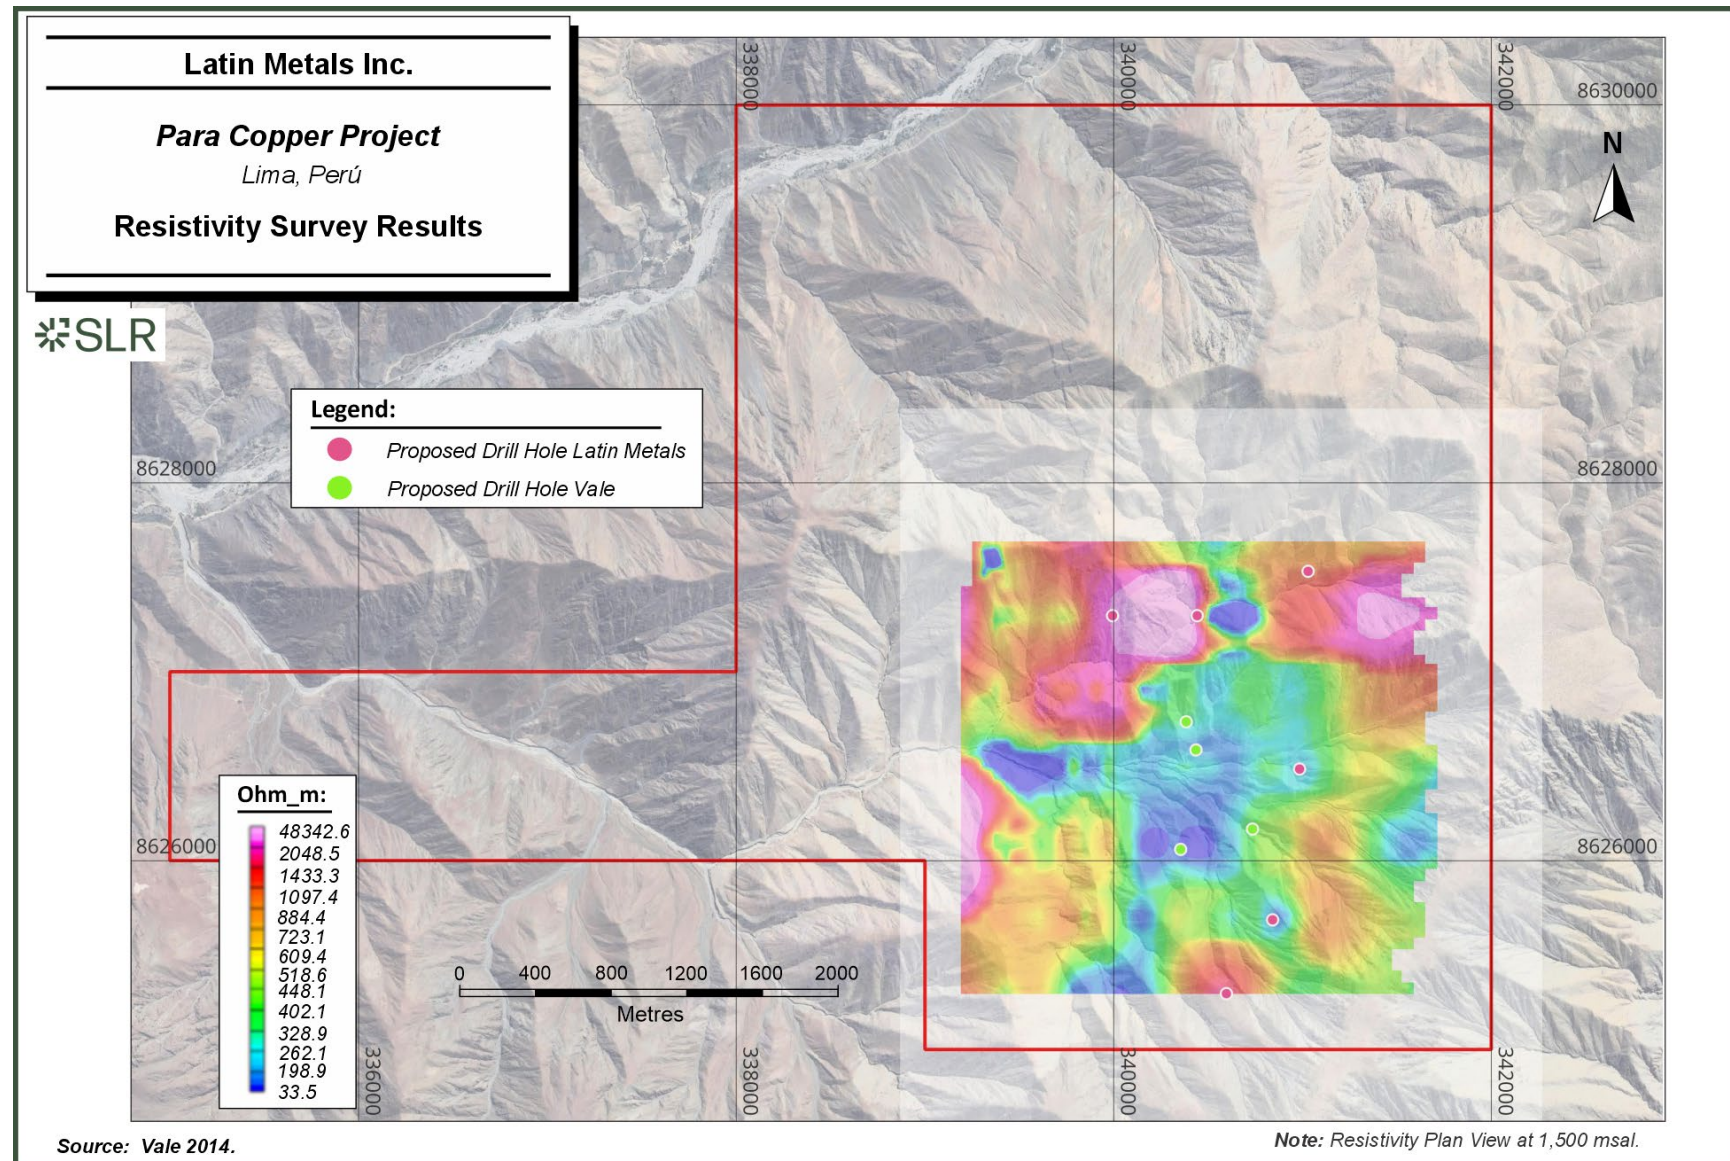 Latin Metals Inc.
Para Copper Project
Lima, Perú
Resistivity Survey Results
SLR
338000
340000
342000
8630000
N
Legend:
Proposed Drill Hole Latin Metals
Proposed Drill Hole Vale
8628000
8628000
Ohm_m:
48342.6
2048.5
1433.3
1097.4
884.4
723.1
609.4
518.6
448.1
402.1
328.9
262.1
198.9
33.5
8626000
8626000
0 400 800 1200 1600 2000
Metres
336000
338000
340000
342000
Source: Vale 2014.
Note: Resistivity Plan View at 1,500 msal.